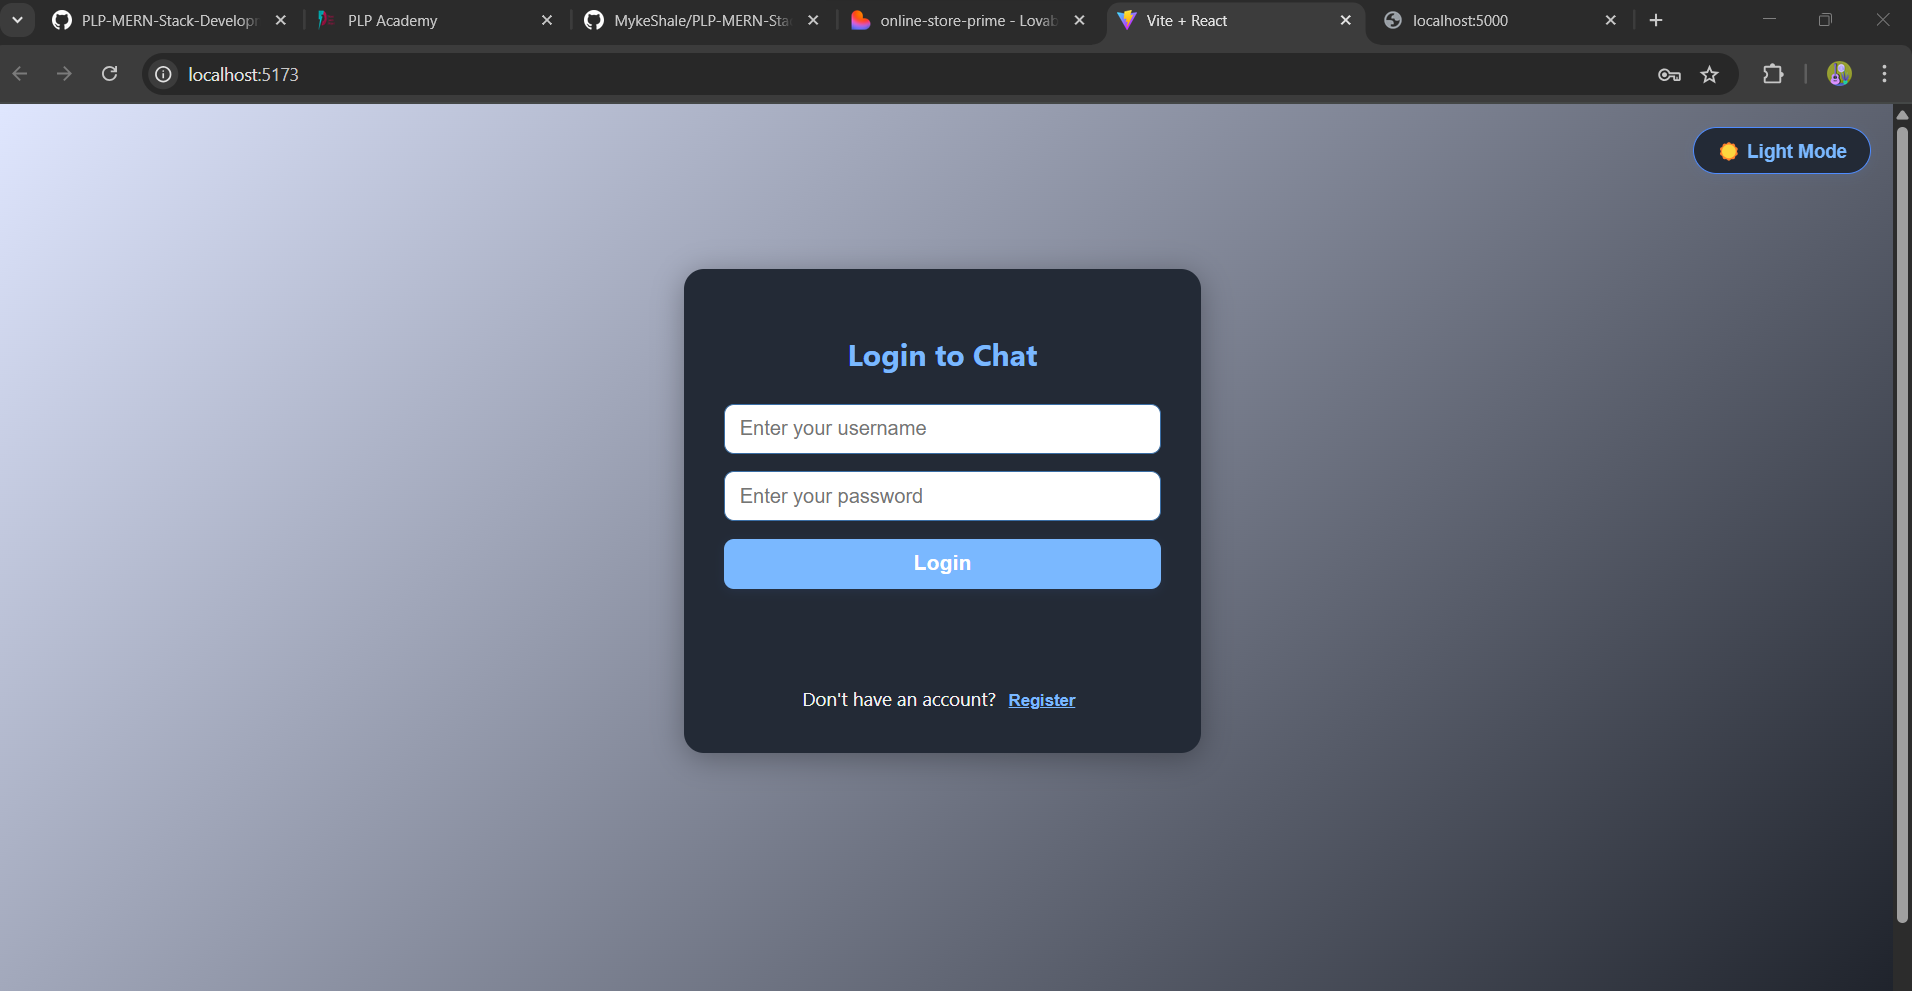 PLP-MERN-Stack-Develop
PLP Academy
MykeShale/PLP-MERN-Sta
online-store-prime - Lovab
Vite + React
localhost:5000
localhost:5173
Light Mode
Login to Chat
Enter your username
Enter your password
Login
Don't have an account? Register